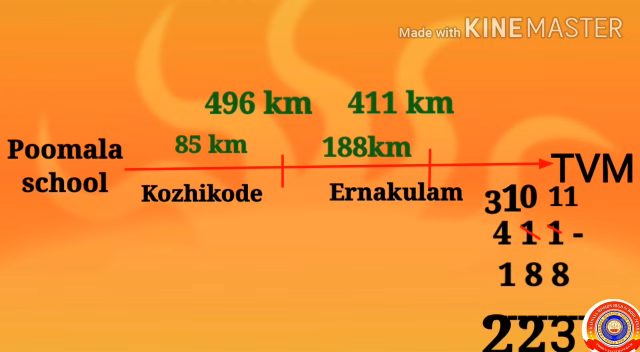 Made with KINEMASTER
496 km 411 km
85 km 188km
Poomala
school
TVM
Kozhikode Ernakulam
3 10 11
4 1 1 -
1 8 8
223